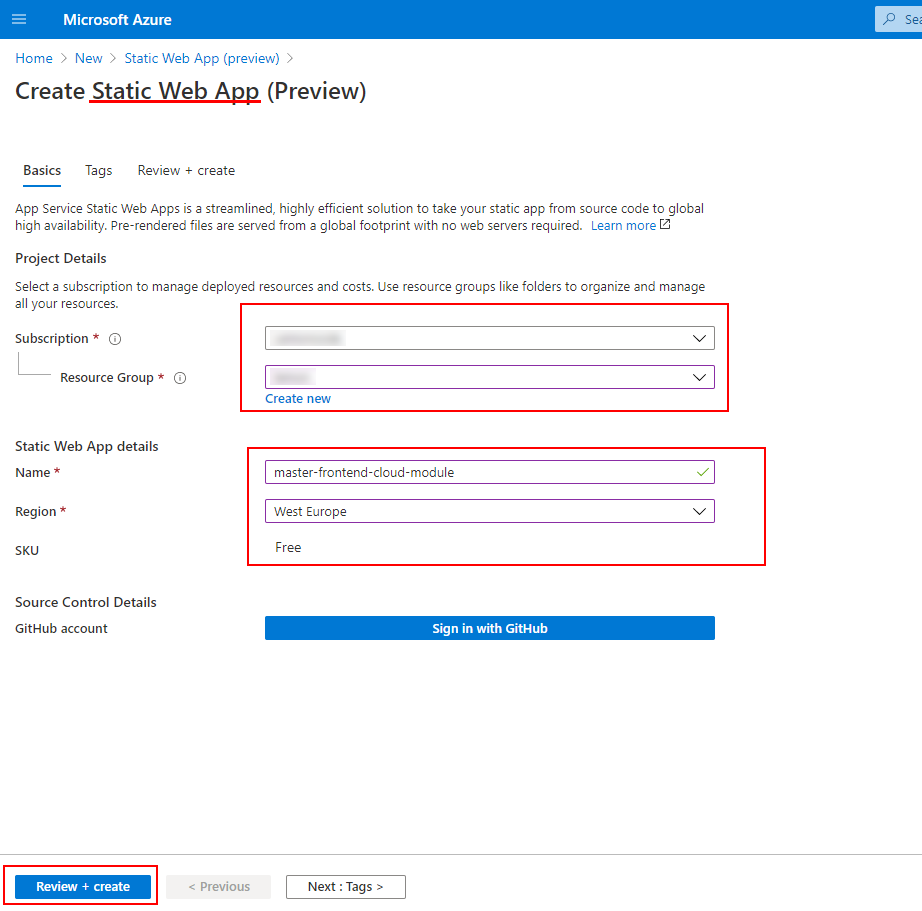 Microsoft Azure
Home > New > Static Web App (preview) >
Create Static Web App (Preview)
Basics Tags Review + create
App Service Static Web Apps is a streamlined, highly efficient solution to take your static app from source code to global
high availability. Pre-rendered files are served from a global footprint with no web servers required. Learn more
Project Details
Select a subscription to manage deployed resources and costs. Use resource groups like folders to organize and manage
all your resources.
Subscription *
Resource Group *
Create new
Static Web App details
Name * master-frontend-cloud-module
Region * West Europe
SKU Free
Source Control Details
GitHub account Sign in with GitHub
Review + create < Previous Next : Tags >